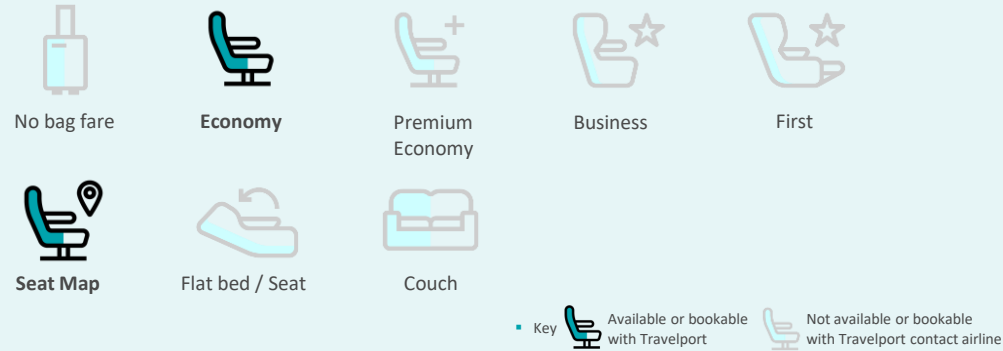 No bag fare
Economy
Premium
Economy
Business
First
Seat Map
Flat bed / Seat
Couch
Key
Available or bookable
with Travelport
Not available or bookable
with Travelport contact airline